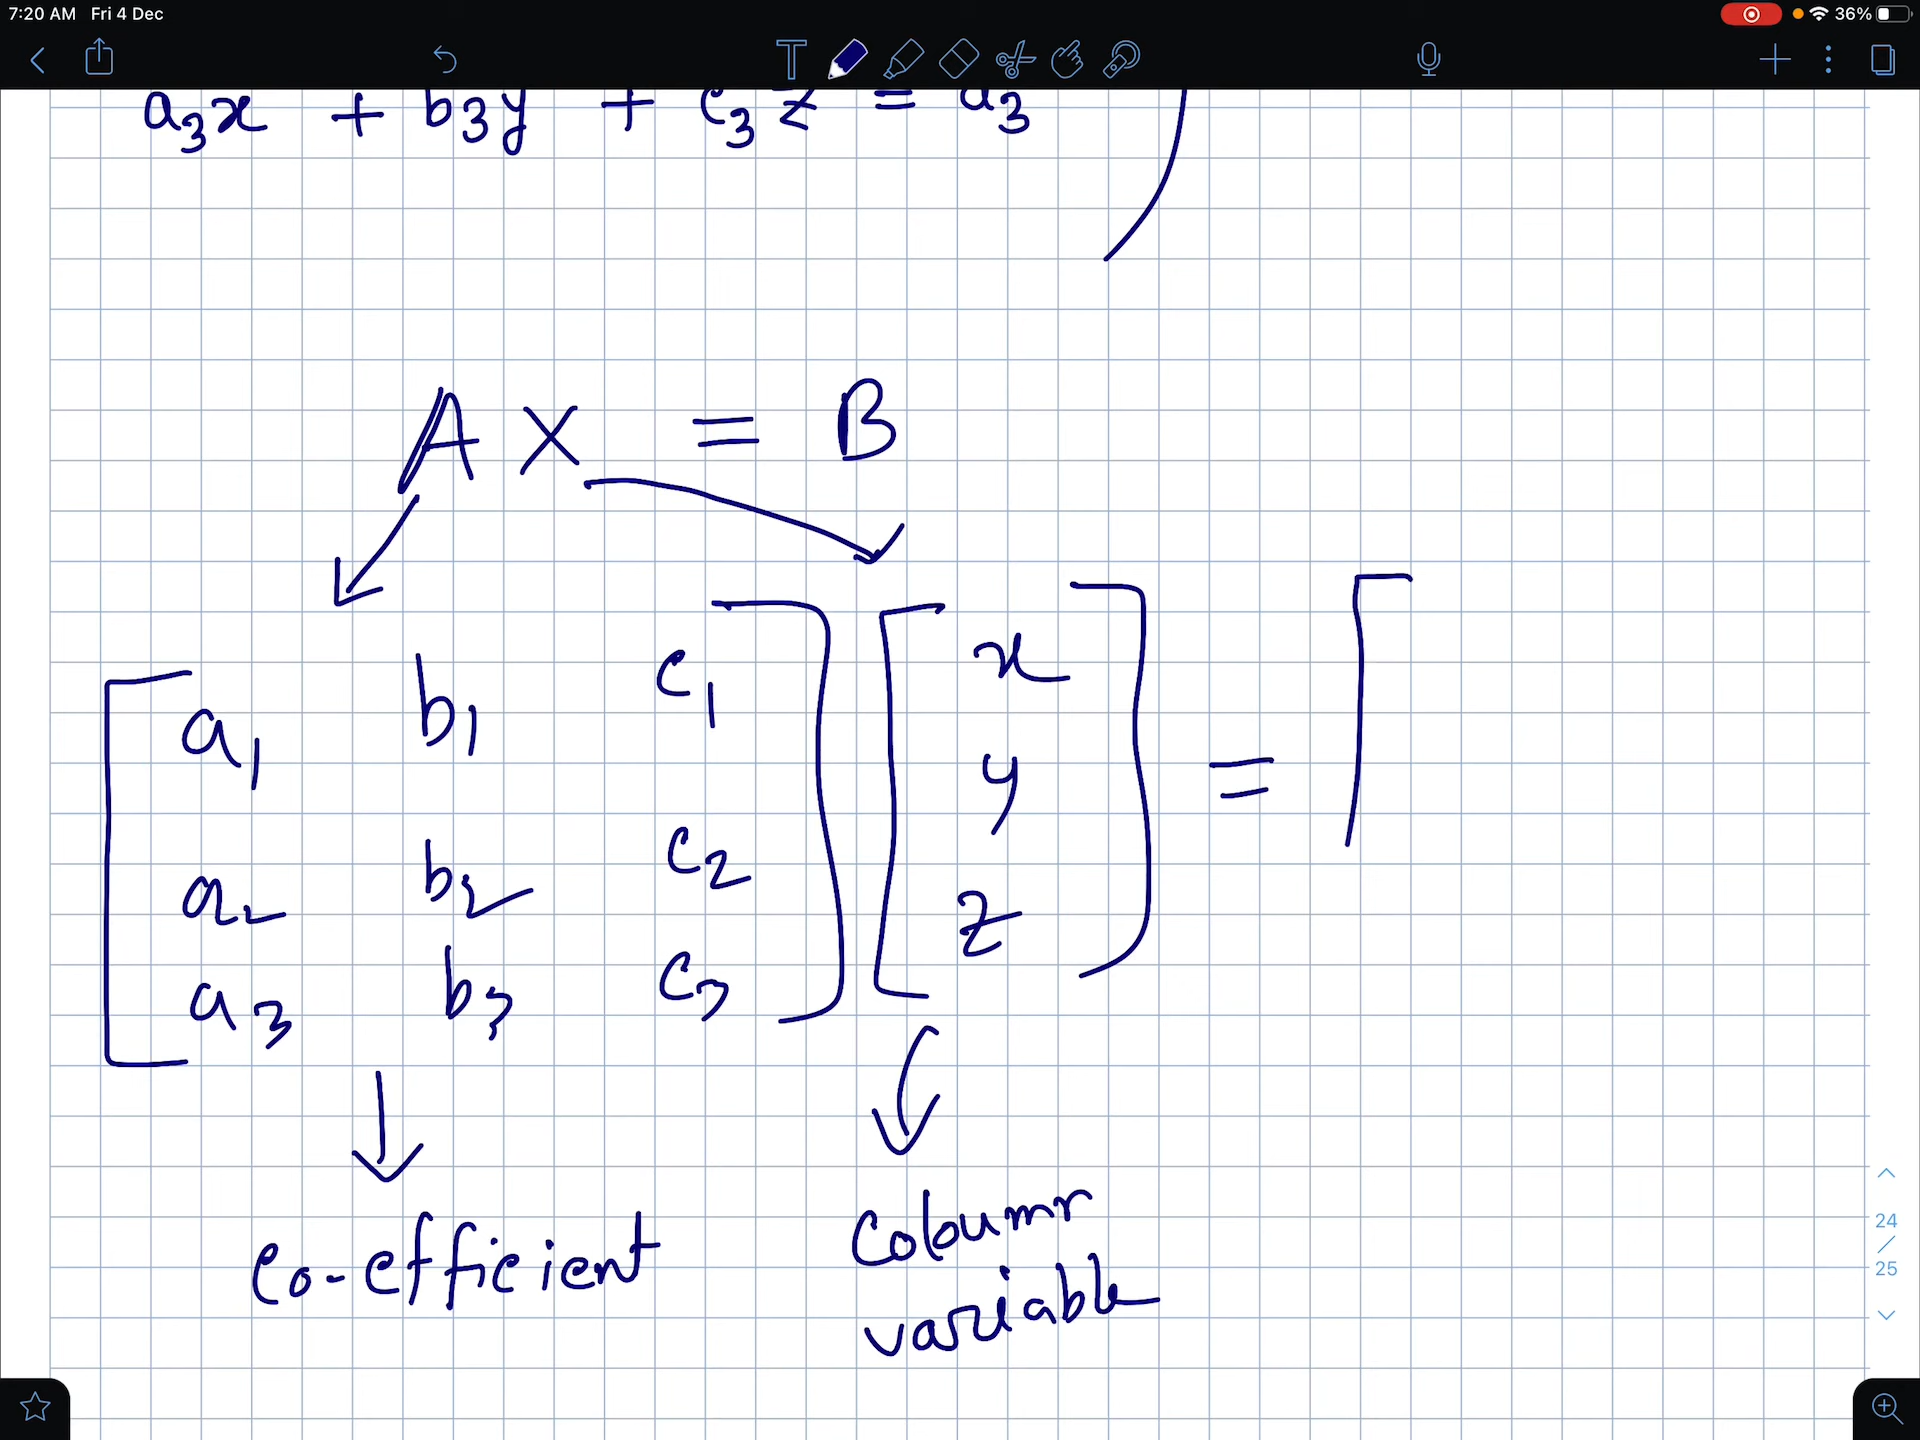 7:20 AM Fri 4 Dec
36%
T
a₃x + b₃y + c₃z = d₃
A X = B
a₁ b₁ c₁ x
y =
a₂ b₂ c₂
z
a₃ b₃ c₃
Co-efficient
Coloumn
variable
24
/
25